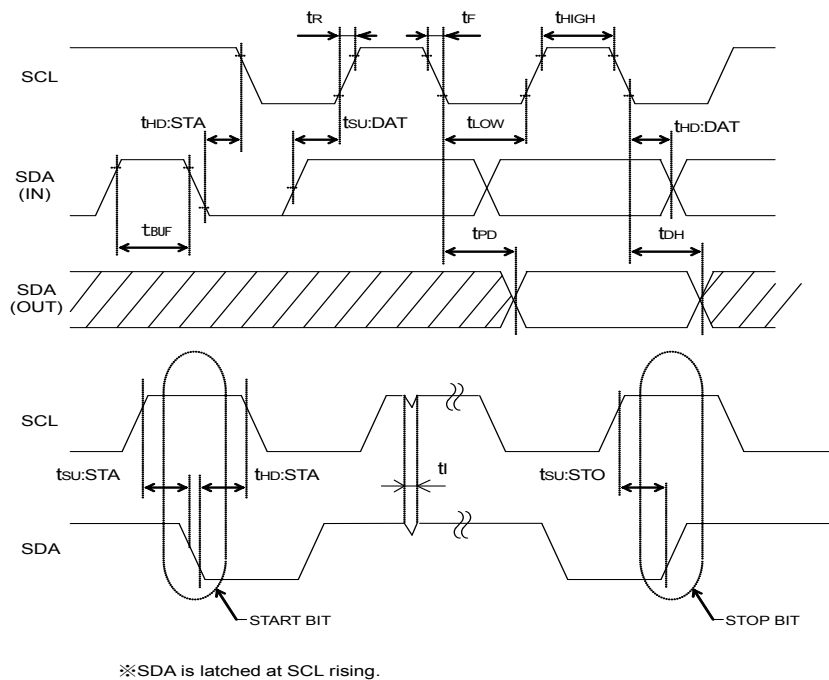 tR tF tHIGH
SCL
tHD:STA tSU:DAT tLOW tHD:DAT
SDA
(IN)
tBUF tPD tDH
SDA
(OUT)
SCL
tSU:STA tHD:STA tI tSU:STO
SDA
START BIT STOP BIT
※SDA is latched at SCL rising.